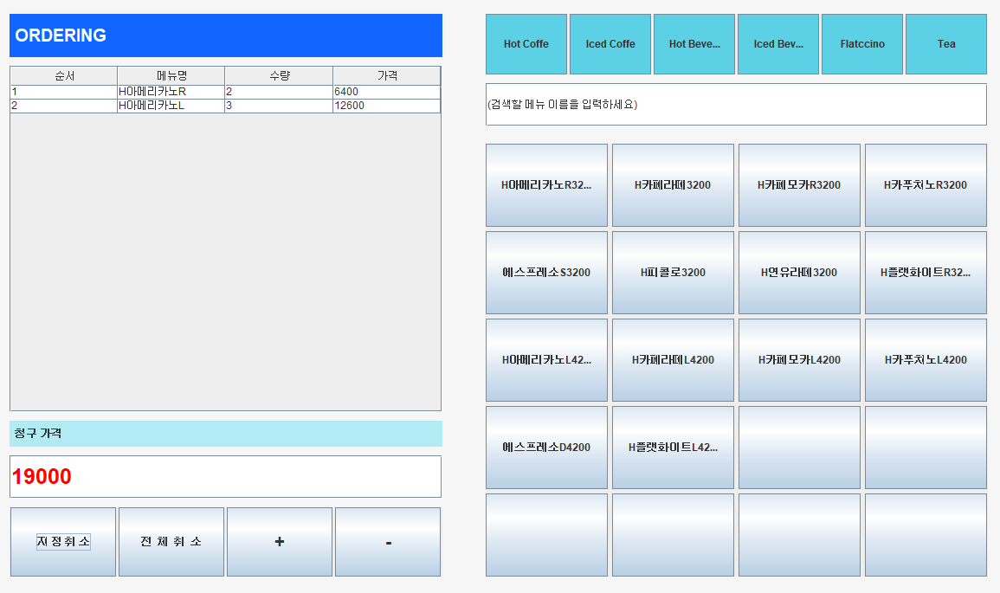 ORDERING
순서 메뉴명 수량 가격
1 H아메리카노R 2 6400
2 H아메리카노L 3 12600
청구 가격
19000
지정취소 전 체 취 소 + -
Hot Coffe Iced Coffe Hot Beve... Iced Bev... Flatccino Tea
(검색할 메뉴 이름을 입력하세요)
H아메리카노R32... H카페라떼3200 H카페모카R3200 H카푸치노R3200
에스프레소S3200 H피콜로3200 H연유라떼3200 H플랫화이트R32...
H아메리카노L42... H카페라떼L4200 H카페모카L4200 H카푸치노L4200
에스프레소D4200 H플랫화이트L42...